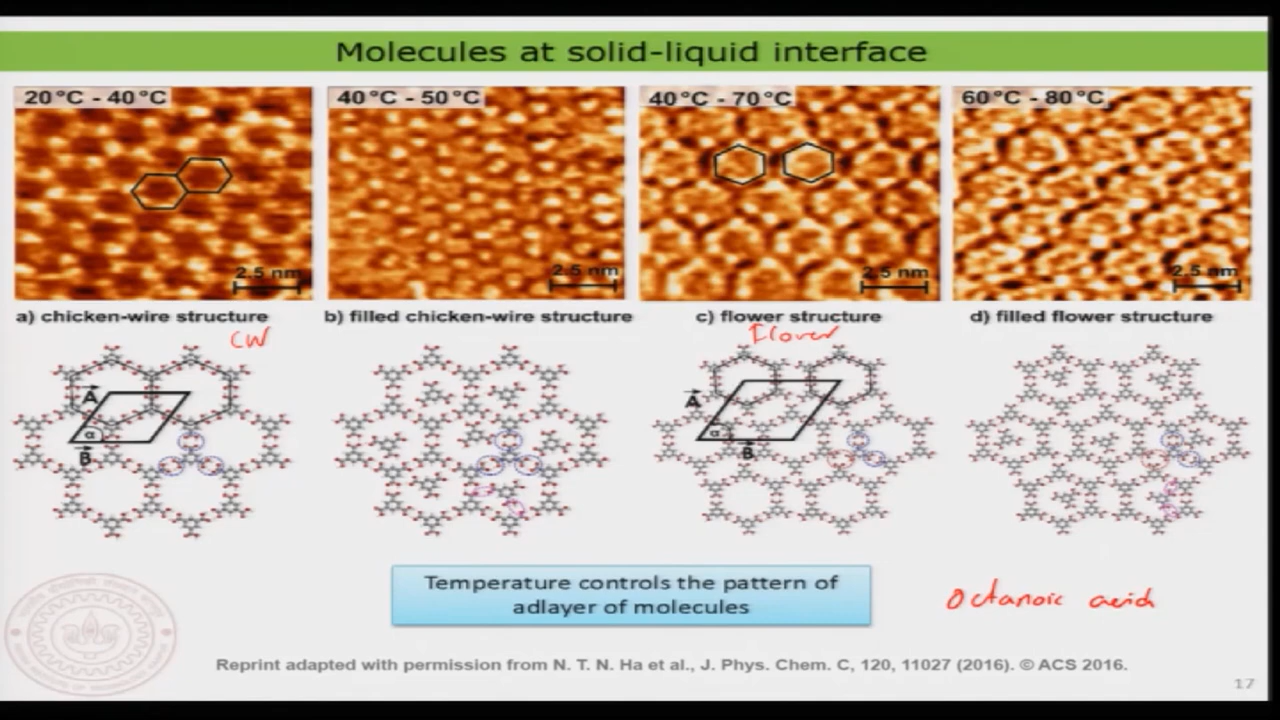 Molecules at solid-liquid interface
20°C - 40°C
40°C - 50°C
40°C - 70°C
60°C - 80°C
2.5 nm
2.5 nm
2.5 nm
2.5 nm
a) chicken-wire structure
b) filled chicken-wire structure
c) flower structure
d) filled flower structure
CW
Flower
A
α
B
A
α
B
Temperature controls the pattern of
adlayer of molecules
Octanoic acid
Reprint adapted with permission from N. T. N. Ha et al., J. Phys. Chem. C, 120, 11027 (2016). © ACS 2016.
17